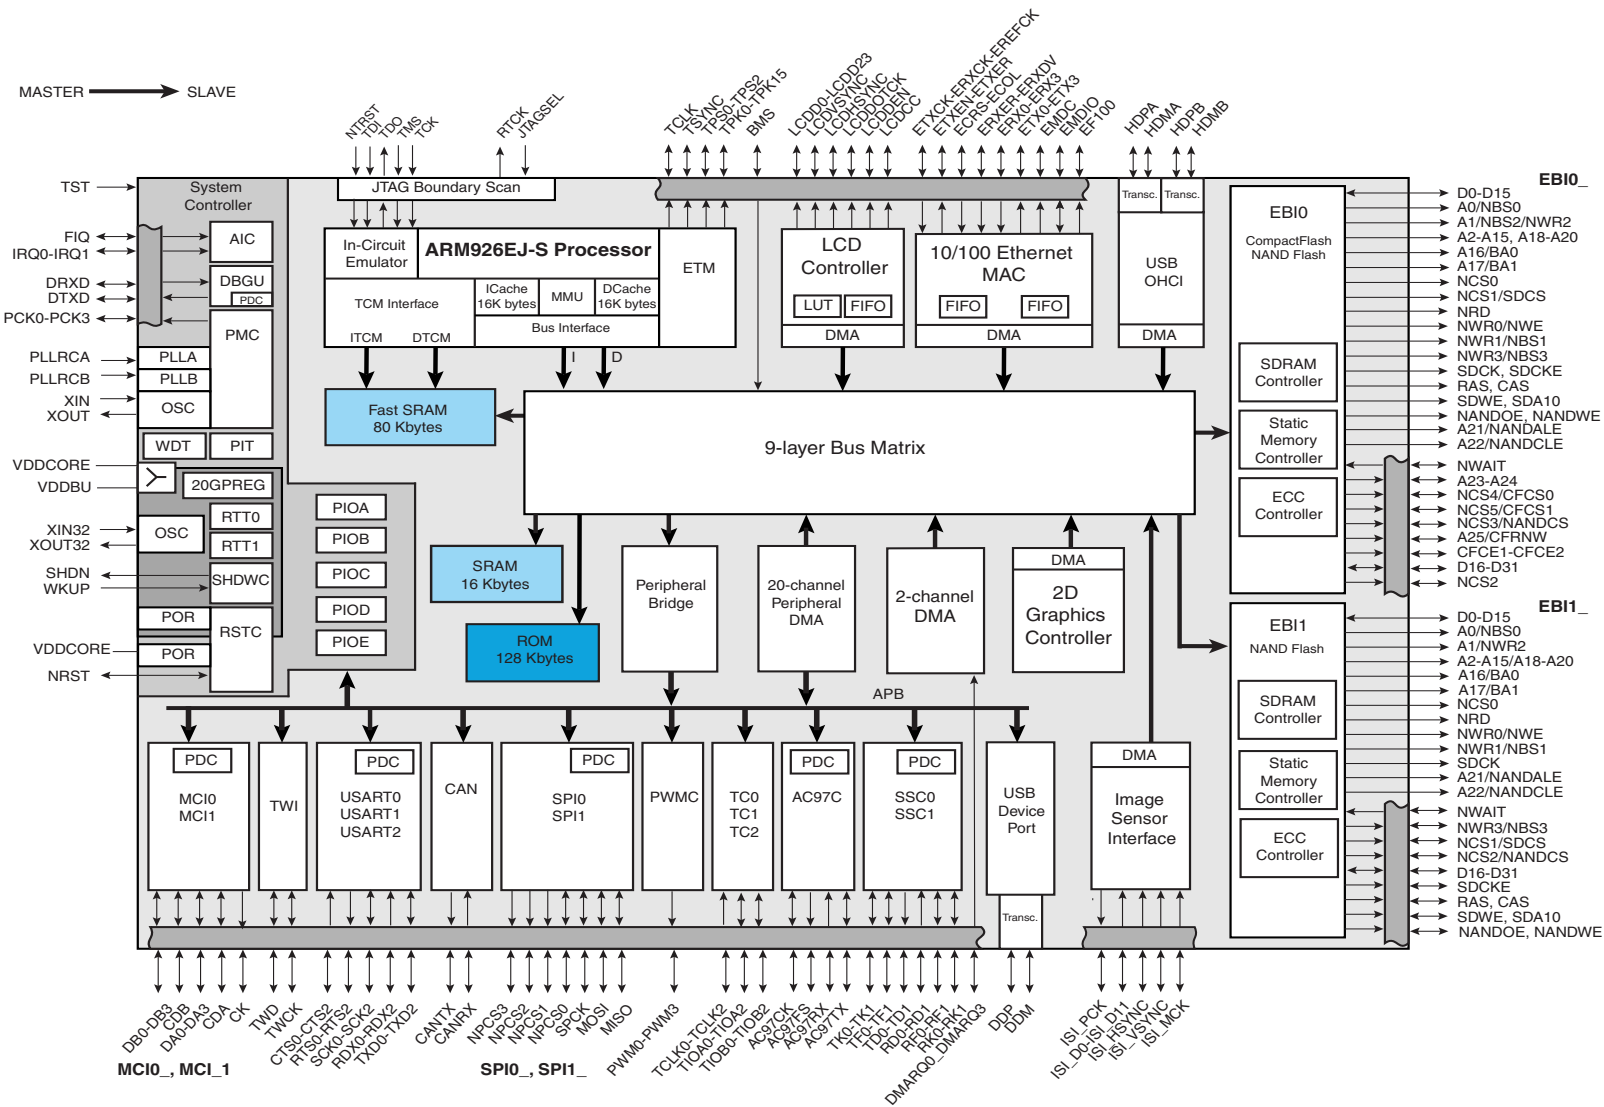 MASTER
SLAVE
NTRST
TDI
TDO
TMS
TCK
RTCK
JTAGSEL
TCLK
TSYNC
TPS0-TPS2
TPK0-TPK15
BMS
LCDD0-LCDD23
LCDVSYNC
LCDHSYNC
LCDDOTCK
LCDDEN
LCDCC
ETXCK-ERXCK-EREFCK
ETXEN-ETXER
ECRS-ECOL
ERXER-ERXDV
ERX0-ERX3
ETX0-ETX3
EMDC
EMDIO
EF100
HDPA
HDMA
HDPB
HDMB
TST
FIQ
IRQ0-IRQ1
DRXD
DTXD
PCK0-PCK3
PLLRCA
PLLRCB
XIN
XOUT
VDDCORE
VDDBU
XIN32
XOUT32
SHDN
WKUP
VDDCORE
NRST
System
Controller
AIC
DBGU
PDC
PMC
PLLA
PLLB
OSC
WDT
PIT
20GPREG
OSC
RTT0
RTT1
SHDWC
POR
RSTC
POR
PIOA
PIOB
PIOC
PIOD
PIOE
JTAG Boundary Scan
In-Circuit
Emulator
ARM926EJ-S Processor
ETM
TCM Interface
ICache
16K bytes
MMU
DCache
16K bytes
Bus Interface
ITCM
DTCM
I
D
LCD
Controller
LUT
FIFO
DMA
10/100 Ethernet
MAC
FIFO
FIFO
DMA
Transc.
Transc.
USB
OHCI
DMA
Fast SRAM
80 Kbytes
9-layer Bus Matrix
SRAM
16 Kbytes
ROM
128 Kbytes
Peripheral
Bridge
20-channel
Peripheral
DMA
2-channel
DMA
DMA
2D
Graphics
Controller
APB
EBI0
CompactFlash
NAND Flash
SDRAM
Controller
Static
Memory
Controller
ECC
Controller
EBI1
NAND Flash
SDRAM
Controller
Static
Memory
Controller
ECC
Controller
EBI0_
D0-D15
A0/NBS0
A1/NBS2/NWR2
A2-A15, A18-A20
A16/BA0
A17/BA1
NCS0
NCS1/SDCS
NRD
NWR0/NWE
NWR1/NBS1
NWR3/NBS3
SDCK, SDCKE
RAS, CAS
SDWE, SDA10
NANDOE, NANDWE
A21/NANDALE
A22/NANDCLE
NWAIT
A23-A24
NCS4/CFCS0
NCS5/CFCS1
NCS3/NANDCS
A25/CFRNW
CFCE1-CFCE2
D16-D31
NCS2
EBI1_
D0-D15
A0/NBS0
A1/NWR2
A2-A15/A18-A20
A16/BA0
A17/BA1
NCS0
NRD
NWR0/NWE
NWR1/NBS1
SDCK
A21/NANDALE
A22/NANDCLE
NWAIT
NWR3/NBS3
NCS1/SDCS
NCS2/NANDCS
D16-D31
SDCKE
RAS, CAS
SDWE, SDA10
NANDOE, NANDWE
PDC
MCI0
MCI1
TWI
PDC
USART0
USART1
USART2
CAN
PDC
SPI0
SPI1
PWMC
TC0
TC1
TC2
PDC
AC97C
PDC
SSC0
SSC1
USB
Device
Port
Transc.
DMA
Image
Sensor
Interface
DB0-DB3
CDB
DA0-DA3
CDA
CK
TWD
TWCK
CTS0-CTS2
RTS0-RTS2
SCK0-SCK2
RDX0-RDX2
TXD0-TXD2
CANTX
CANRX
NPCS3
NPCS2
NPCS1
NPCS0
SPCK
MOSI
MISO
PWM0-PWM3
TCLK0-TCLK2
TIOA0-TIOA2
TIOB0-TIOB2
AC97CK
AC97FS
AC97RX
AC97TX
TK0-TK1
TF0-TF1
TD0-TD1
RD0-RD1
RF0-RF1
RK0-RK1
DMARQ0_DMARQ3
DDP
DDM
ISI_PCK
ISI_D0-ISI_D11
ISI_HSYNC
ISI_VSYNC
ISI_MCK
MCI0_, MCI_1
SPI0_, SPI1_